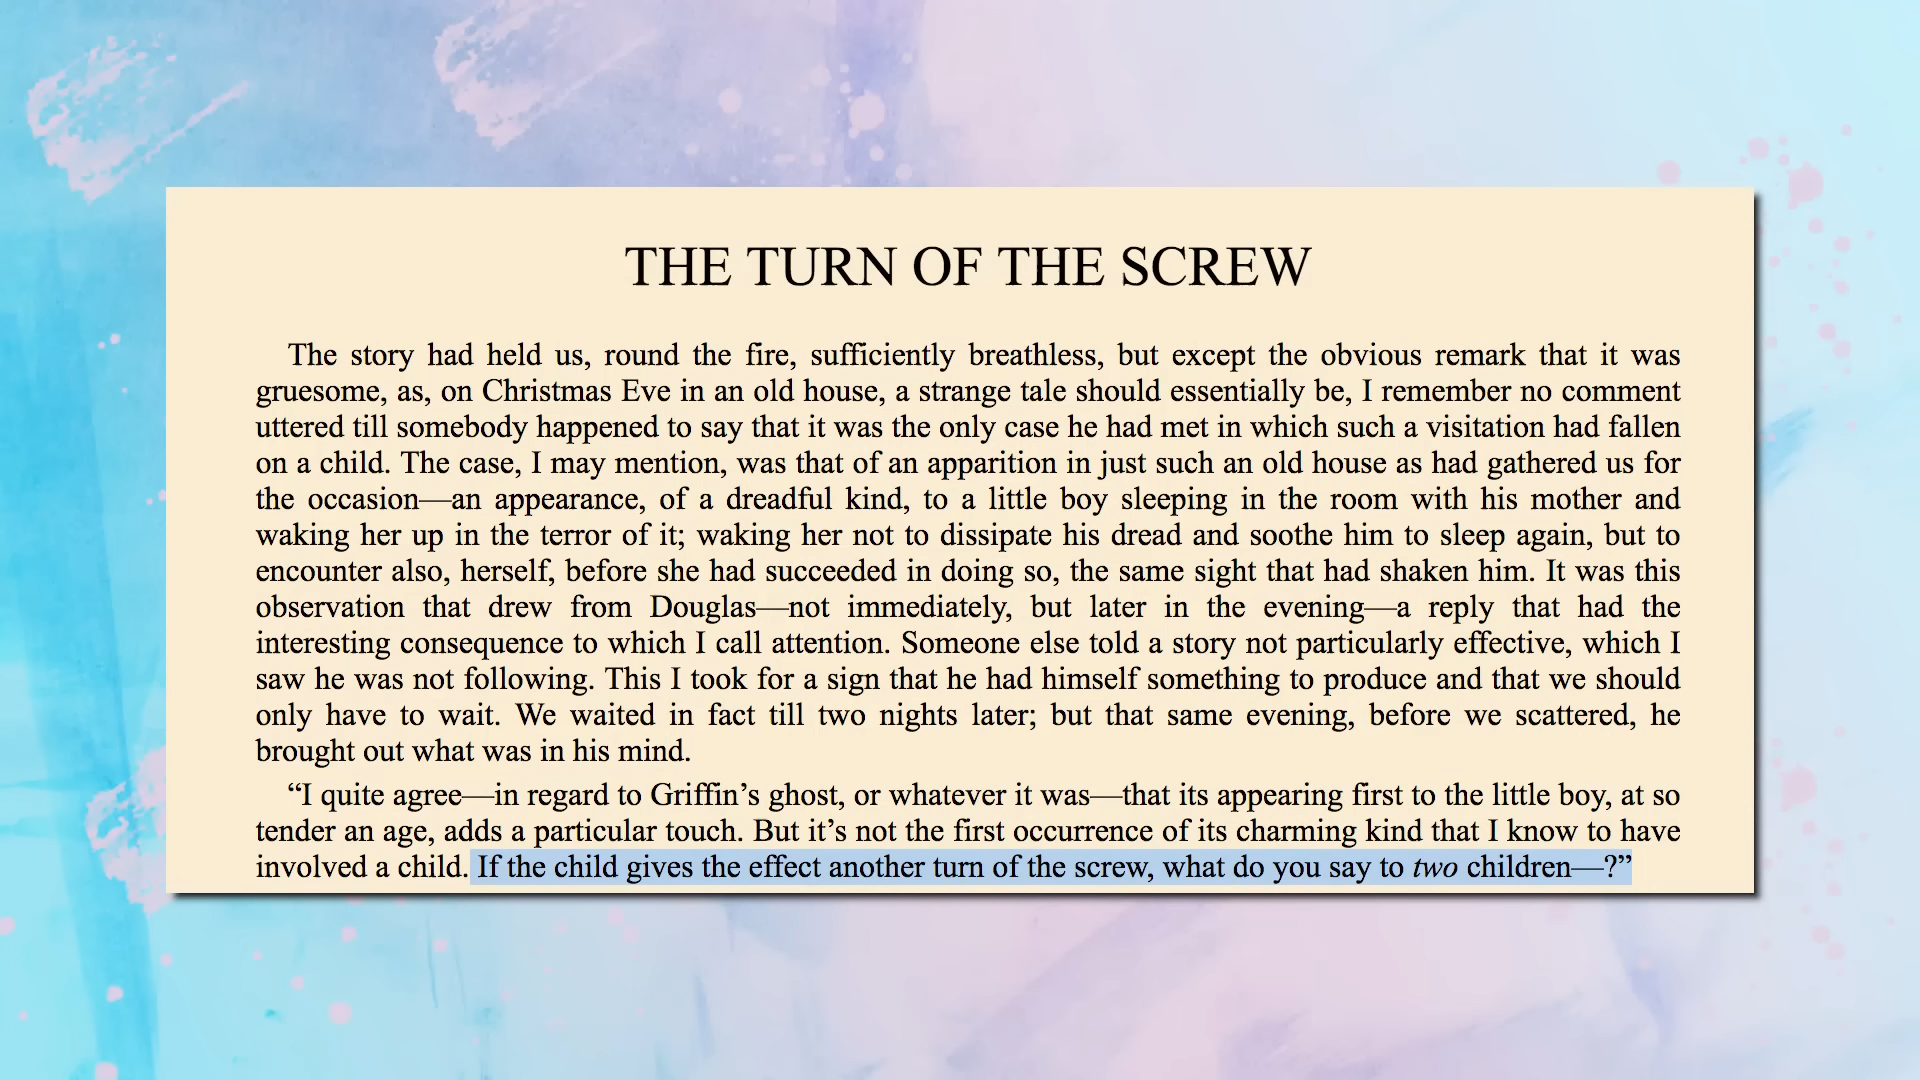 THE TURN OF THE SCREW
The story had held us, round the fire, sufficiently breathless, but except the obvious remark that it was
gruesome, as, on Christmas Eve in an old house, a strange tale should essentially be, I remember no comment
uttered till somebody happened to say that it was the only case he had met in which such a visitation had fallen
on a child. The case, I may mention, was that of an apparition in just such an old house as had gathered us for
the occasion—an appearance, of a dreadful kind, to a little boy sleeping in the room with his mother and
waking her up in the terror of it; waking her not to dissipate his dread and soothe him to sleep again, but to
encounter also, herself, before she had succeeded in doing so, the same sight that had shaken him. It was this
observation that drew from Douglas—not immediately, but later in the evening—a reply that had the
interesting consequence to which I call attention. Someone else told a story not particularly effective, which I
saw he was not following. This I took for a sign that he had himself something to produce and that we should
only have to wait. We waited in fact till two nights later; but that same evening, before we scattered, he
brought out what was in his mind.
“I quite agree—in regard to Griffin’s ghost, or whatever it was—that its appearing first to the little boy, at so
tender an age, adds a particular touch. But it’s not the first occurrence of its charming kind that I know to have
involved a child. If the child gives the effect another turn of the screw, what do you say to two children—?”